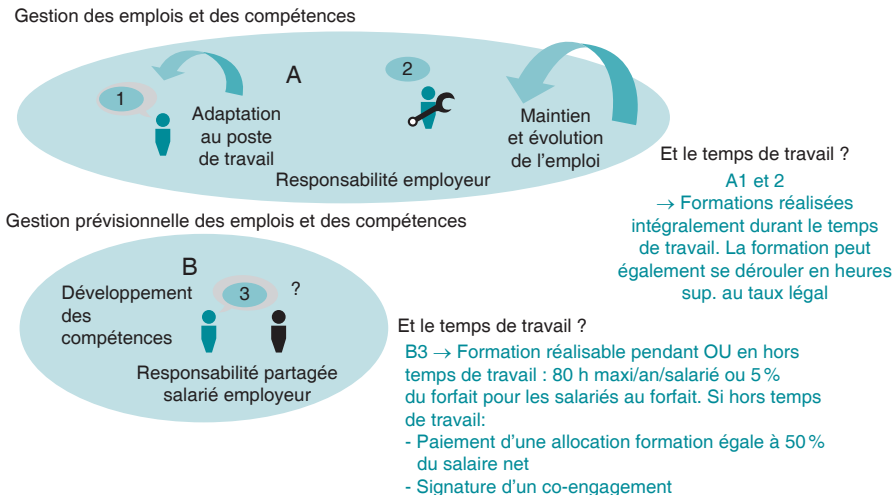 Gestion des emplois et des compétences
A
1
2
Adaptation
au poste
de travail
Maintien
et évolution
de l'emploi
Responsabilité employeur
Et le temps de travail ?
A1 et 2
→ Formations réalisées
intégralement durant le temps
de travail. La formation peut
également se dérouler en heures
sup. au taux légal
Gestion prévisionnelle des emplois et des compétences
B
Développement
des
compétences
3
?
Responsabilité partagée
salarié employeur
Et le temps de travail ?
B3 → Formation réalisable pendant OU en hors
temps de travail : 80 h maxi/an/salarié ou 5 %
du forfait pour les salariés au forfait. Si hors temps
de travail:
- Paiement d'une allocation formation égale à 50 %
du salaire net
- Signature d'un co-engagement